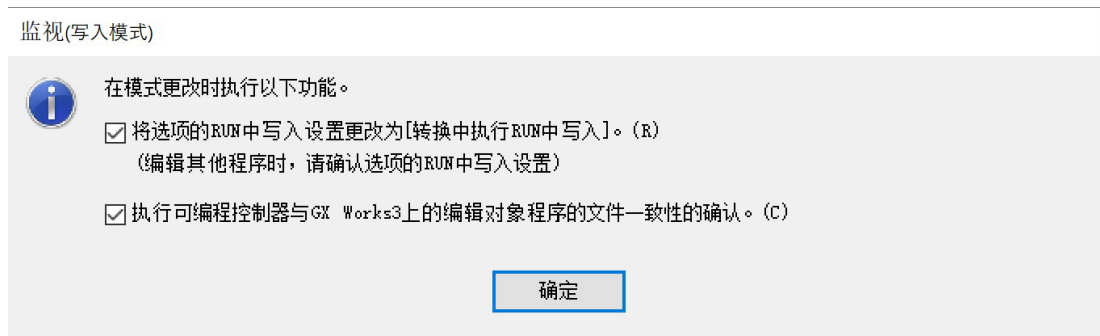 监视(写入模式)
在模式更改时执行以下功能。
将选项的RUN中写入设置更改为[转换中执行RUN中写入]。(R)
(编辑其他程序时，请确认选项的RUN中写入设置)
执行可编程控制器与GX Works3上的编辑对象程序的文件一致性的确认。(C)
确定